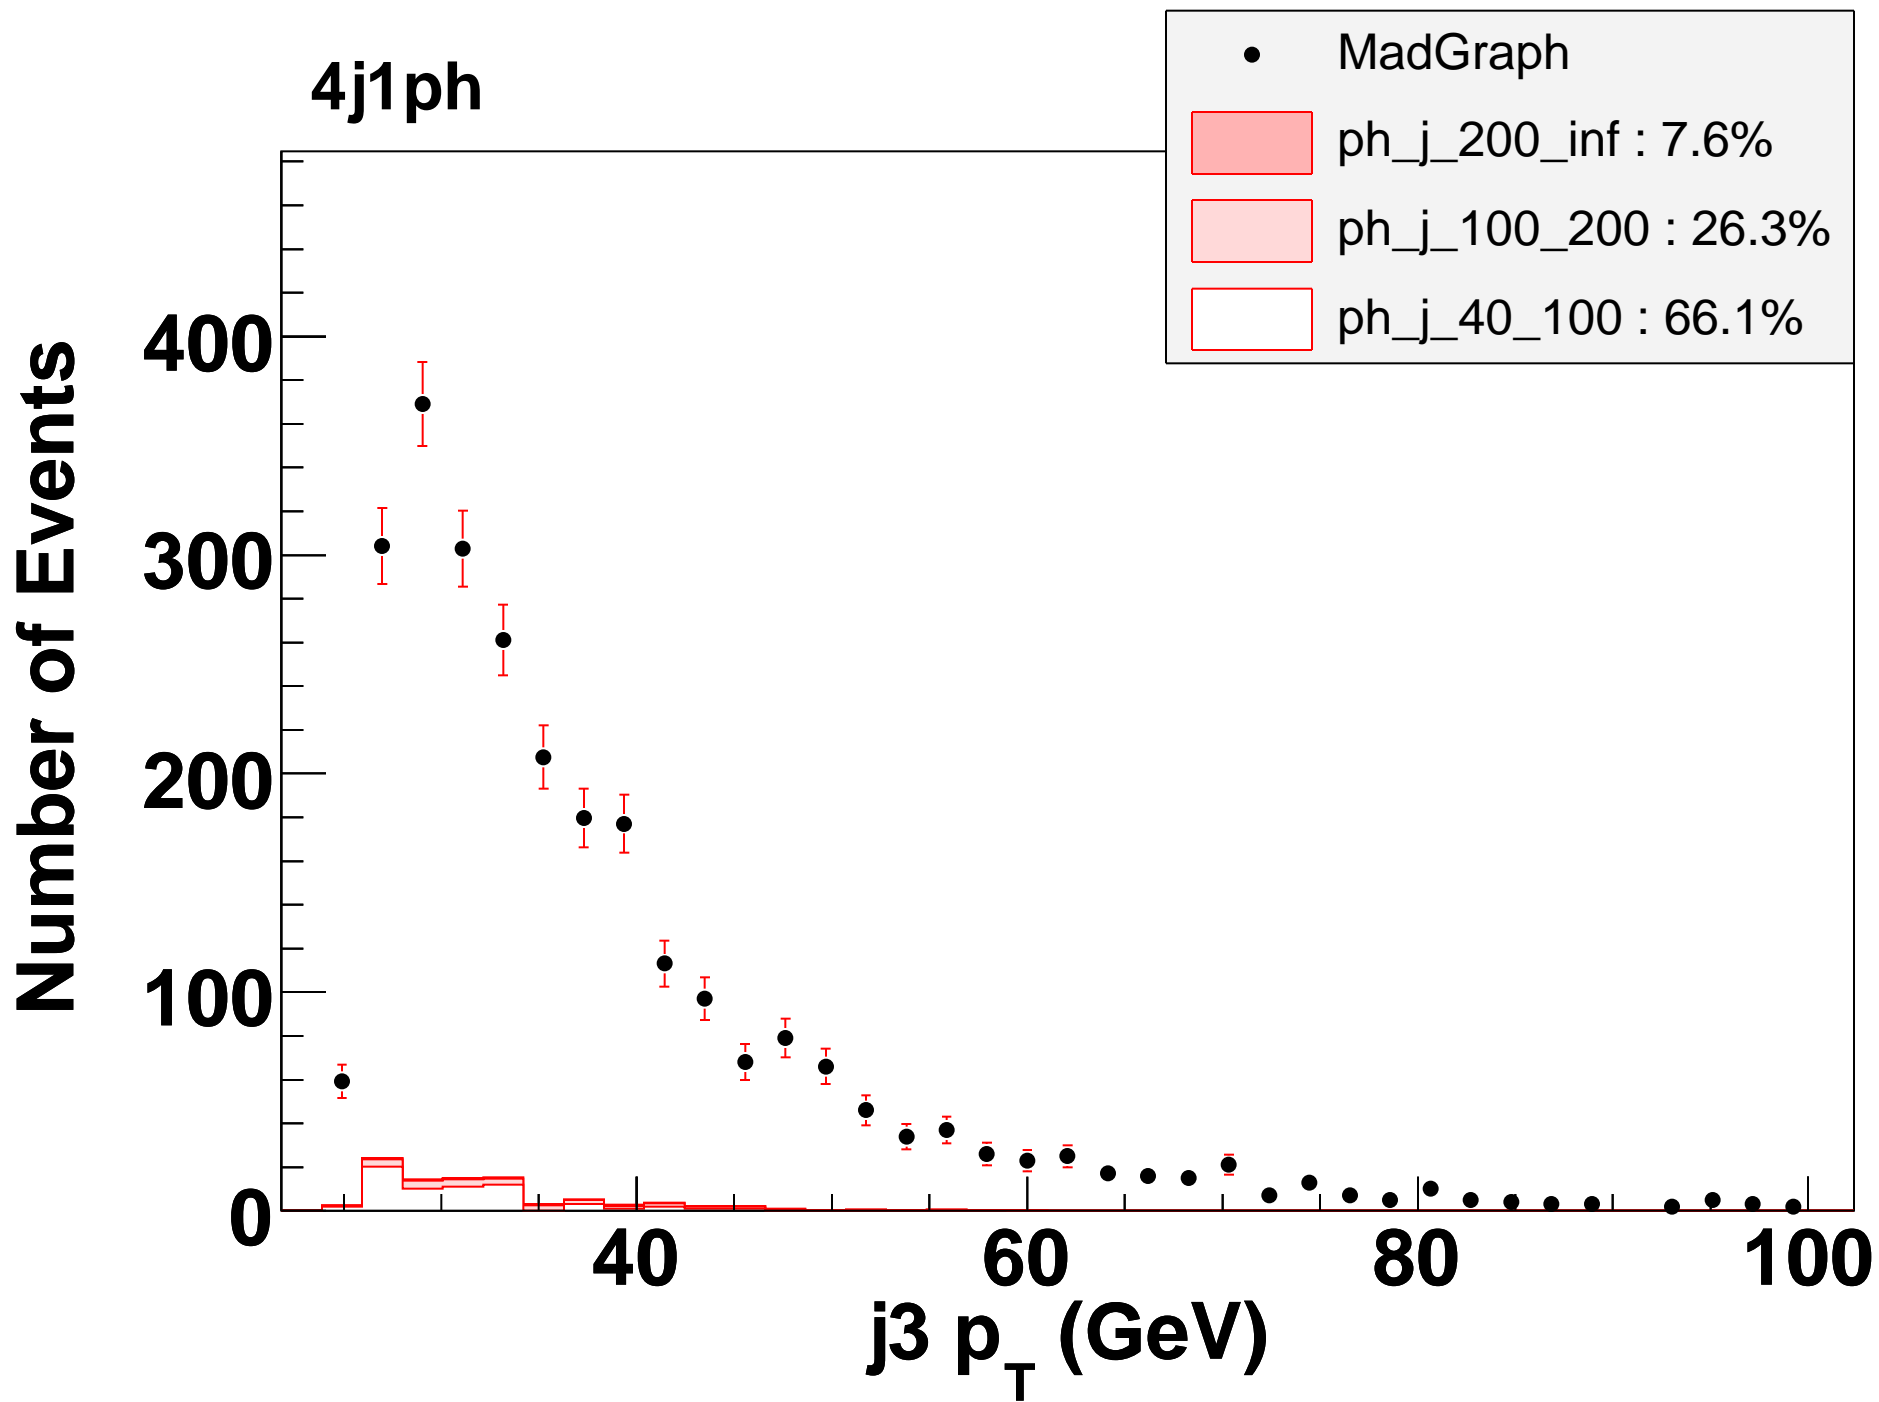 4j1ph
MadGraph
ph_j_200_inf : 7.6%
ph_j_100_200 : 26.3%
ph_j_40_100 : 66.1%
Number of Events
400
300
200
100
0
40 60 80 100
j3 p_T (GeV)